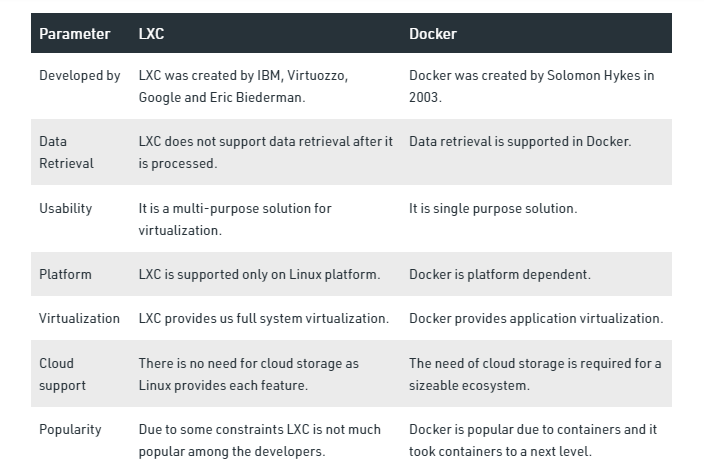 Parameter LXC Docker
Developed by LXC was created by IBM, Virtuozzo, Docker was created by Solomon Hykes in
Google and Eric Biederman. 2003.
Data LXC does not support data retrieval after it Data retrieval is supported in Docker.
Retrieval is processed.
Usability It is a multi-purpose solution for It is single purpose solution.
virtualization.
Platform LXC is supported only on Linux platform. Docker is platform dependent.
Virtualization LXC provides us full system virtualization. Docker provides application virtualization.
Cloud There is no need for cloud storage as The need of cloud storage is required for a
support Linux provides each feature. sizeable ecosystem.
Popularity Due to some constraints LXC is not much Docker is popular due to containers and it
popular among the developers. took containers to a next level.